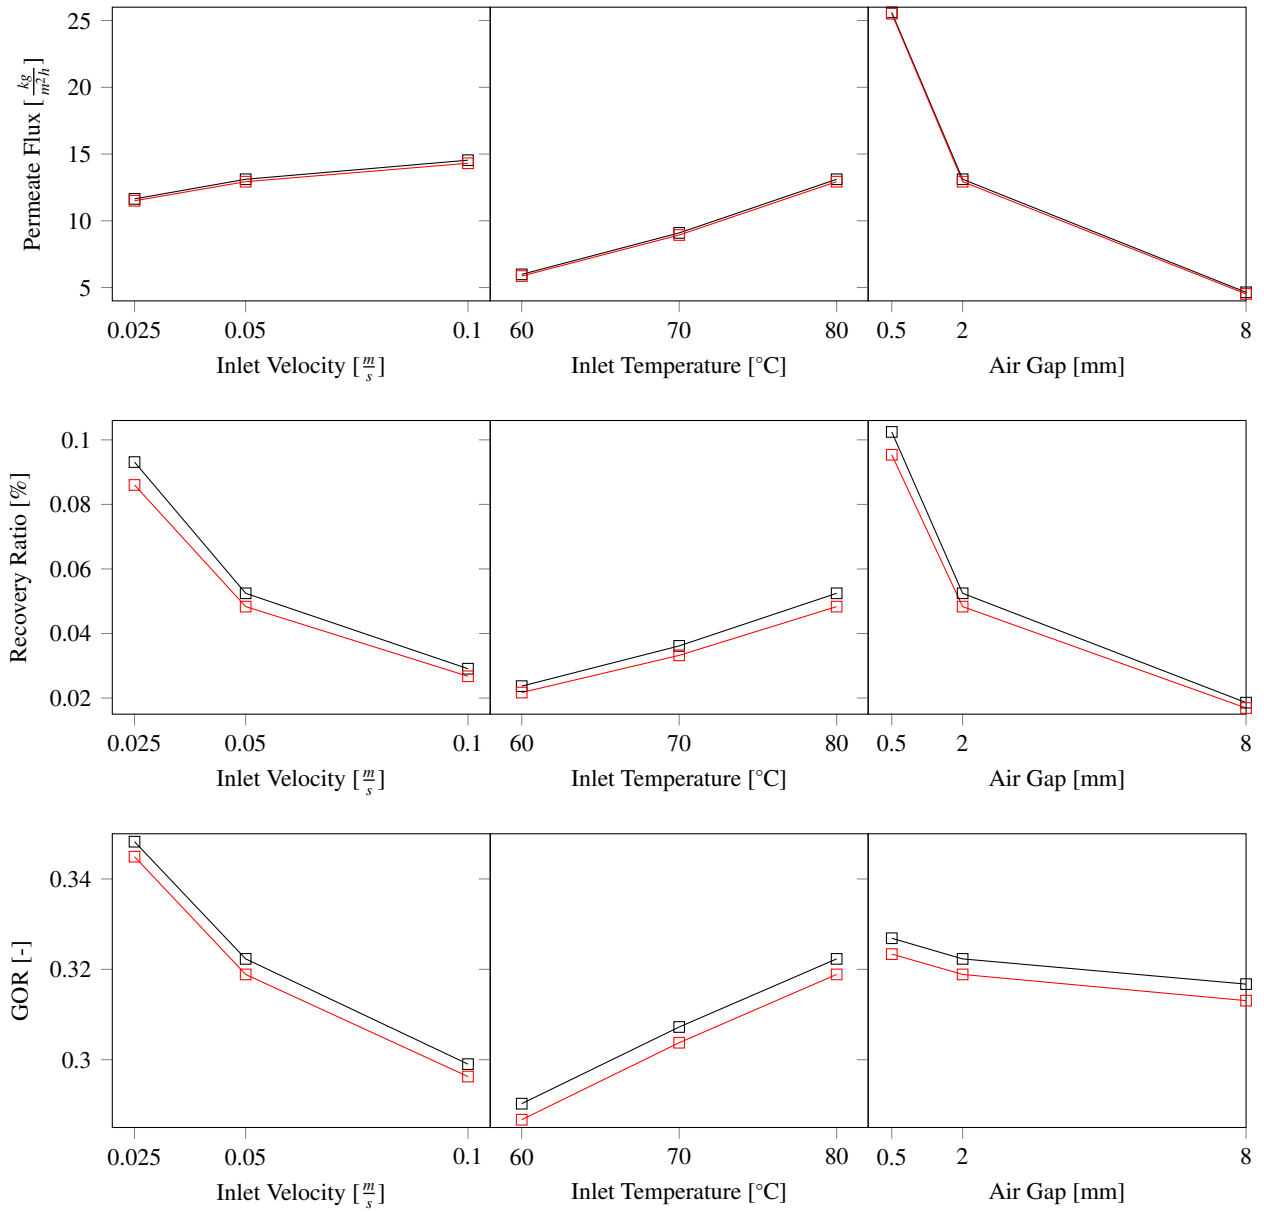 25
20
15
10
5
Permeate Flux [kg/m²h]
0.025 0.05 0.1 60 70 80 0.5 2 8
Inlet Velocity [m/s] Inlet Temperature [°C] Air Gap [mm]
0.1
0.08
0.06
0.04
0.02
Recovery Ratio [%]
0.025 0.05 0.1 60 70 80 0.5 2 8
Inlet Velocity [m/s] Inlet Temperature [°C] Air Gap [mm]
0.34
0.32
0.3
GOR [-]
0.025 0.05 0.1 60 70 80 0.5 2 8
Inlet Velocity [m/s] Inlet Temperature [°C] Air Gap [mm]